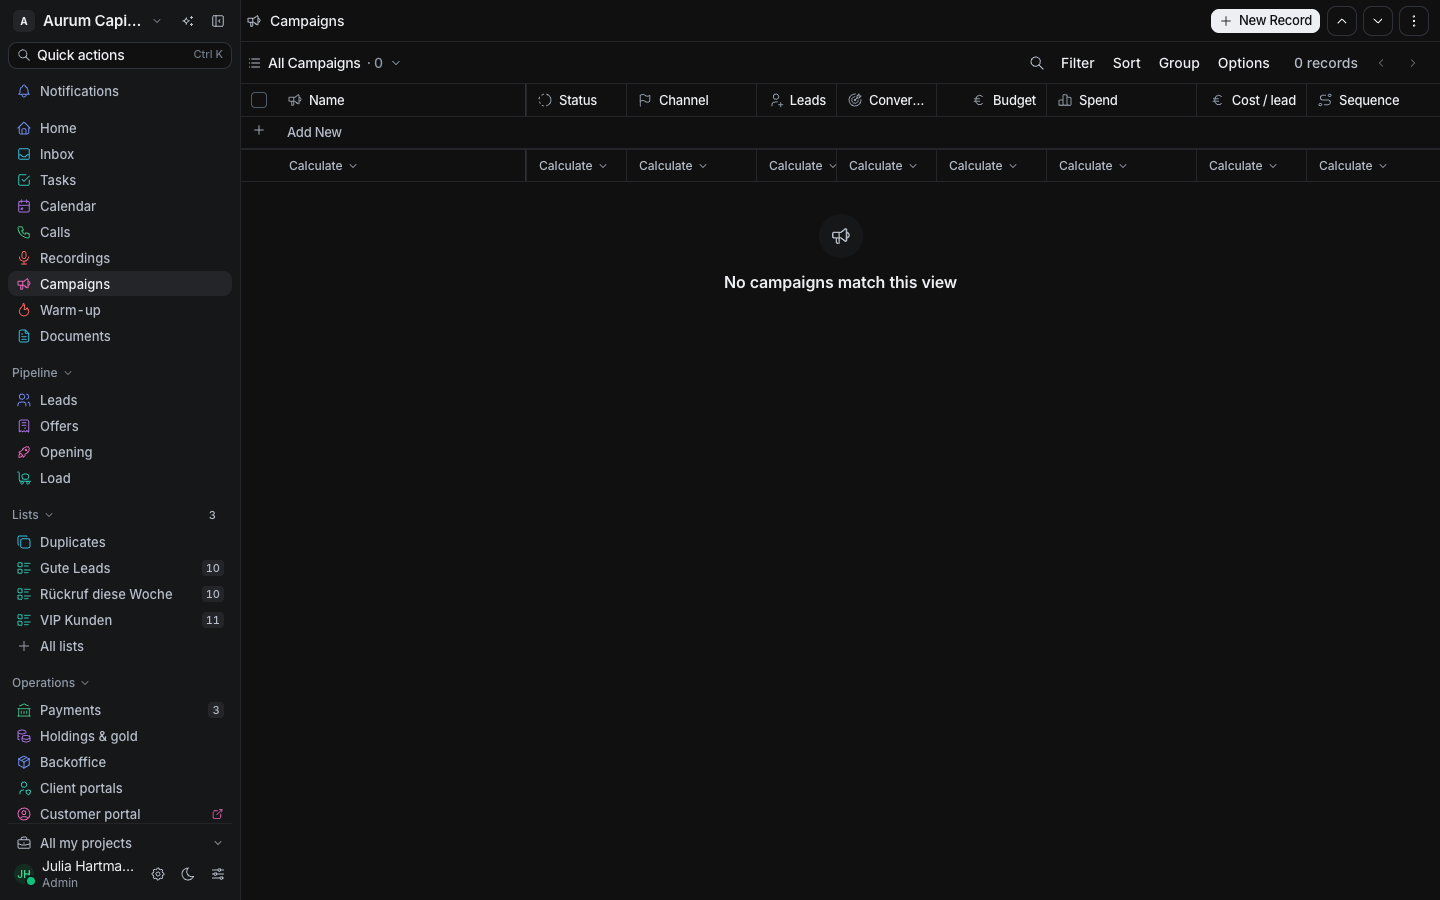 A
Aurum Capi...
Quick actions
Ctrl K
Notifications
Home
Inbox
Tasks
Calendar
Calls
Recordings
Campaigns
Warm-up
Documents
Pipeline
Leads
Offers
Opening
Load
Lists
3
Duplicates
Gute Leads
10
Rückruf diese Woche
10
VIP Kunden
11
All lists
Operations
Payments
3
Holdings & gold
Backoffice
Client portals
Customer portal
All my projects
JH
Julia Hartma...
Admin
Campaigns
New Record
All Campaigns · 0
Filter
Sort
Group
Options
0 records
Name
Status
Channel
Leads
Conver...
Budget
Spend
Cost / lead
Sequence
Add New
Calculate
Calculate
Calculate
Calculate
Calculate
Calculate
Calculate
Calculate
Calculate
No campaigns match this view